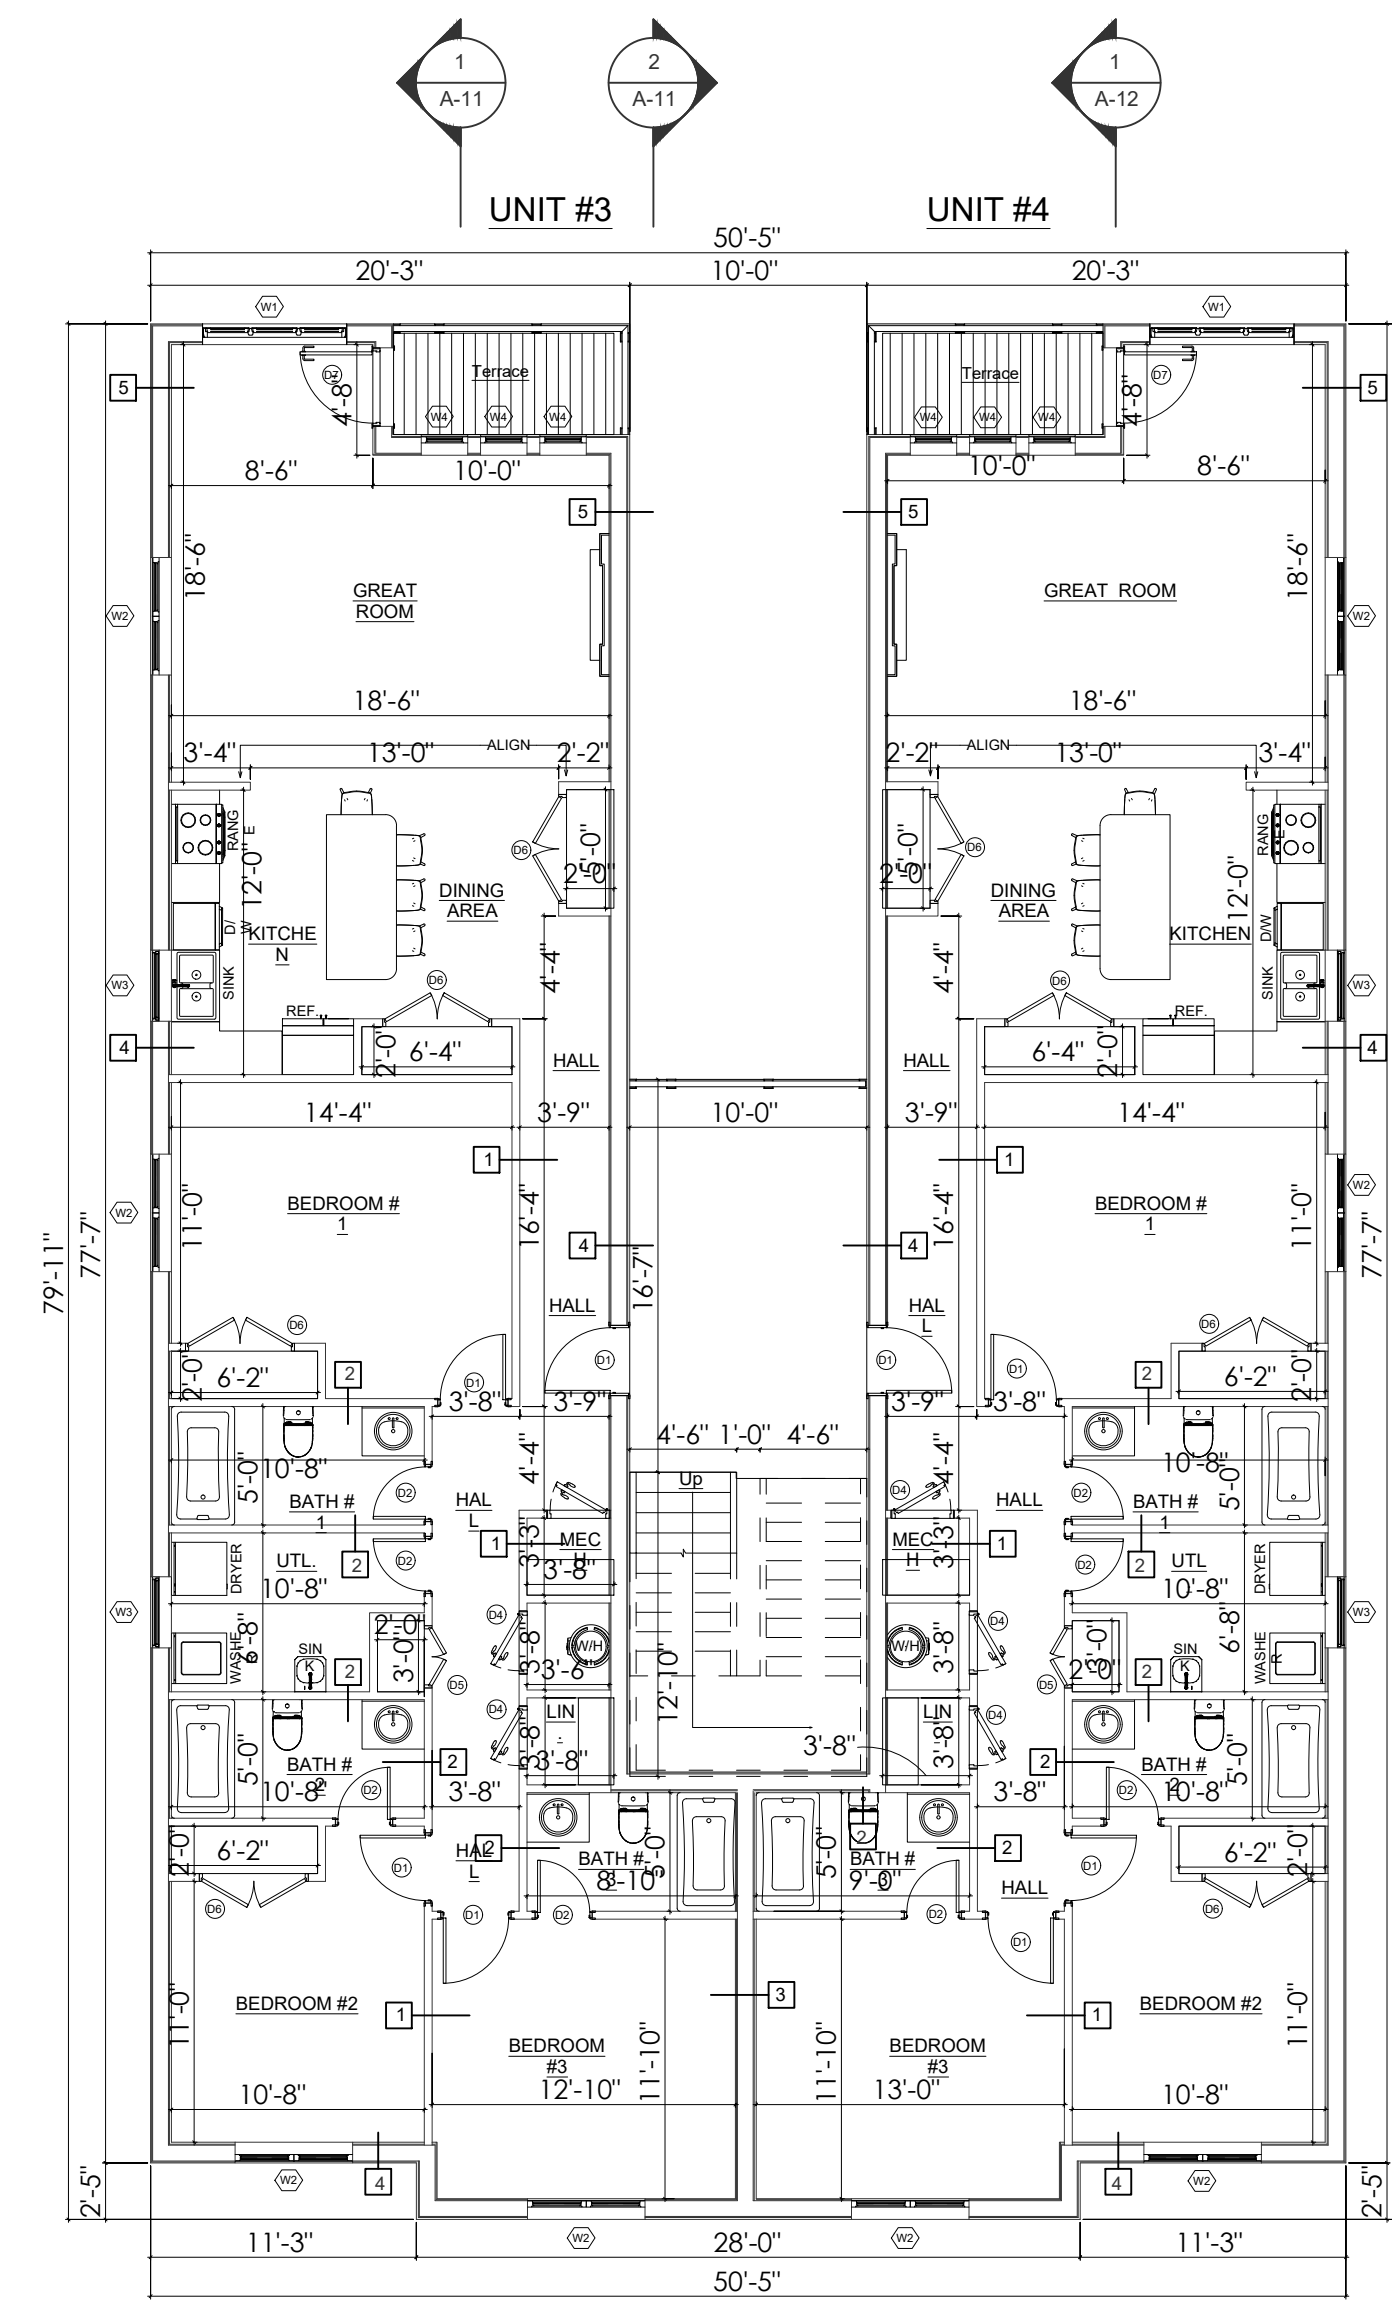 1
A-11
2
A-11
1
A-12
UNIT #3
UNIT #4
50'-5"
20'-3"
10'-0"
20'-3"
W1
W1
5
D7
4'-8"
Terrace
W4
W4
W4
Terrace
W4
W4
W4
4'-8"
D7
5
8'-6"
10'-0"
10'-0"
8'-6"
5
5
18'-6"
18'-6"
GREAT
ROOM
GREAT ROOM
W2
W2
18'-6"
18'-6"
3'-4"
13'-0"
ALIGN
2'-2"
2'-2"
ALIGN
13'-0"
3'-4"
RANG
E
12'-0"
D6
5'-0"
2'-0"
5'-0"
2'-0"
D6
RANG
E
12'-0"
DINING
AREA
DINING
AREA
D/
W
KITCHE
N
KITCHEN
D/W
SINK
SINK
4'-4"
4'-4"
W3
D6
D6
W3
REF.
REF.
4
2'-0"
6'-4"
HALL
HALL
6'-4"
2'-0"
4
14'-4"
3'-9"
10'-0"
3'-9"
14'-4"
1
1
BEDROOM #
1
BEDROOM #
1
W2
W2
11'-0"
16'-4"
16'-4"
11'-0"
4
4
79'-11"
77'-7"
77'-7"
16'-7"
HALL
HAL
L
D6
D6
D1
D1
2'-0"
6'-2"
2
D1
D1
2
6'-2"
2'-0"
3'-8"
3'-9"
3'-9"
3'-8"
4'-6"
1'-0"
4'-6"
10'-8"
5'-0"
4'-4"
Up
4'-4"
10'-8"
5'-0"
D2
D4
D2
BATH #
1
HAL
L
HALL
BATH #
1
1
MEC
H
3'-3"
3'-8"
MEC
H
3'-3"
1
DRYER
UTL.
10'-8"
2
D2
D2
2
UTL
10'-8"
DRYER
W3
W3
2'-0"
3'-0"
D4
3'-8"
W/H
3'-6"
W/H
3'-8"
D4
3'-0"
2'-0"
WASHE
6'-8"
SIN
K
2
D5
D5
2
SIN
K
6'-8"
WASHE
R
12'-10"
D4
LIN
3'-8"
3'-8"
LIN
3'-8"
3'-8"
D4
5'-0"
BATH #
2
10'-8"
2
3'-8"
3'-8"
2
BATH #
2
10'-8"
5'-0"
D2
D2
2'-0"
6'-2"
D1
HAL
L
2
BATH #
3
8'-10"
5'-0"
5'-0"
2
BATH #
3
9'-0"
2
HALL
D1
6'-2"
2'-0"
D6
D1
D2
D2
D1
D6
BEDROOM #2
1
3
1
BEDROOM #2
11'-0"
11'-0"
BEDROOM
#3
12'-10"
11'-10"
11'-10"
BEDROOM
#3
13'-0"
10'-8"
10'-8"
W2
4
4
W2
2'-5"
2'-5"
W2
W2
11'-3"
28'-0"
11'-3"
50'-5"